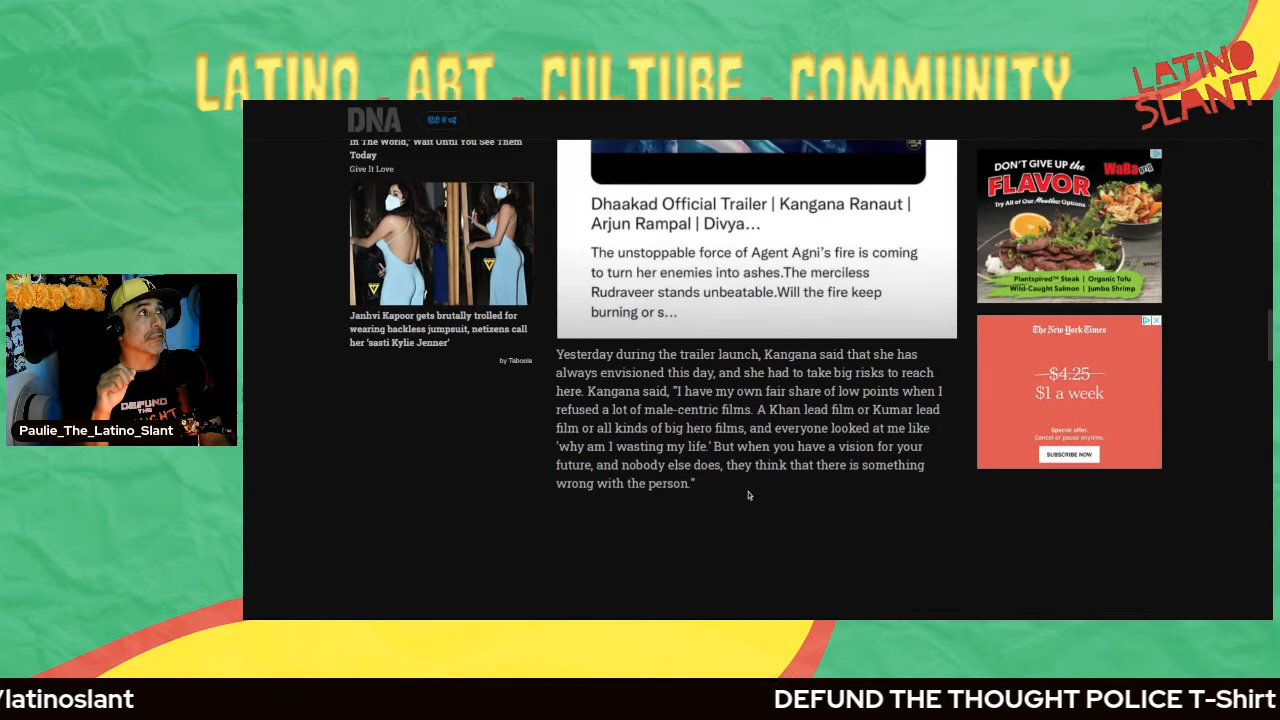 LATINO . ART . CULTURE . COMMUNITY
LATINO
SLANT
DNA
हिंदी में पढ़ें
In The World,' Wait Until You See Them
Today
Give It Love
Janhvi Kapoor gets brutally trolled for
wearing backless jumpsuit, netizens call
her 'sasti Kylie Jenner'
by Taboola
Dhaakad Official Trailer | Kangana Ranaut |
Arjun Rampal | Divya...
The unstoppable force of Agent Agni's fire is coming
to turn her enemies into ashes.The merciless
Rudraveer stands unbeatable.Will the fire keep
burning or s...
Yesterday during the trailer launch, Kangana said that she has
always envisioned this day, and she had to take big risks to reach
here. Kangana said, "I have my own fair share of low points when I
refused a lot of male-centric films. A Khan lead film or Kumar lead
film or all kinds of big hero films, and everyone looked at me like
'why am I wasting my life.' But when you have a vision for your
future, and nobody else does, they think that there is something
wrong with the person."
DON'T GIVE UP the
FLAVOR
WaBa
Try All of Our Meatless Options
Plantspired™ Steak | Organic Tofu
Wild-Caught Salmon | Jumbo Shrimp
The New York Times
$4.25
$1 a week
Special offer.
Cancel or pause anytime.
SUBSCRIBE NOW
DEFUND
THE
Paulie_The_Latino_Slant
/latinoslant
DEFUND THE THOUGHT POLICE T-Shirt